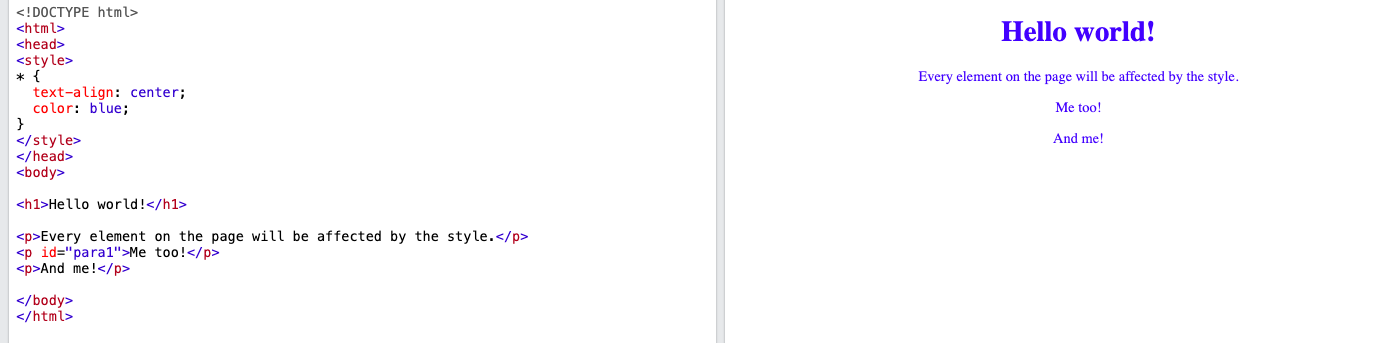 <!DOCTYPE html>
<html>
<head>
<style>
* {
  text-align: center;
  color: blue;
}
</style>
</head>
<body>

<h1>Hello world!</h1>

<p>Every element on the page will be affected by the style.</p>
<p id="para1">Me too!</p>
<p>And me!</p>

</body>
</html>
Hello world!
Every element on the page will be affected by the style.
Me too!
And me!